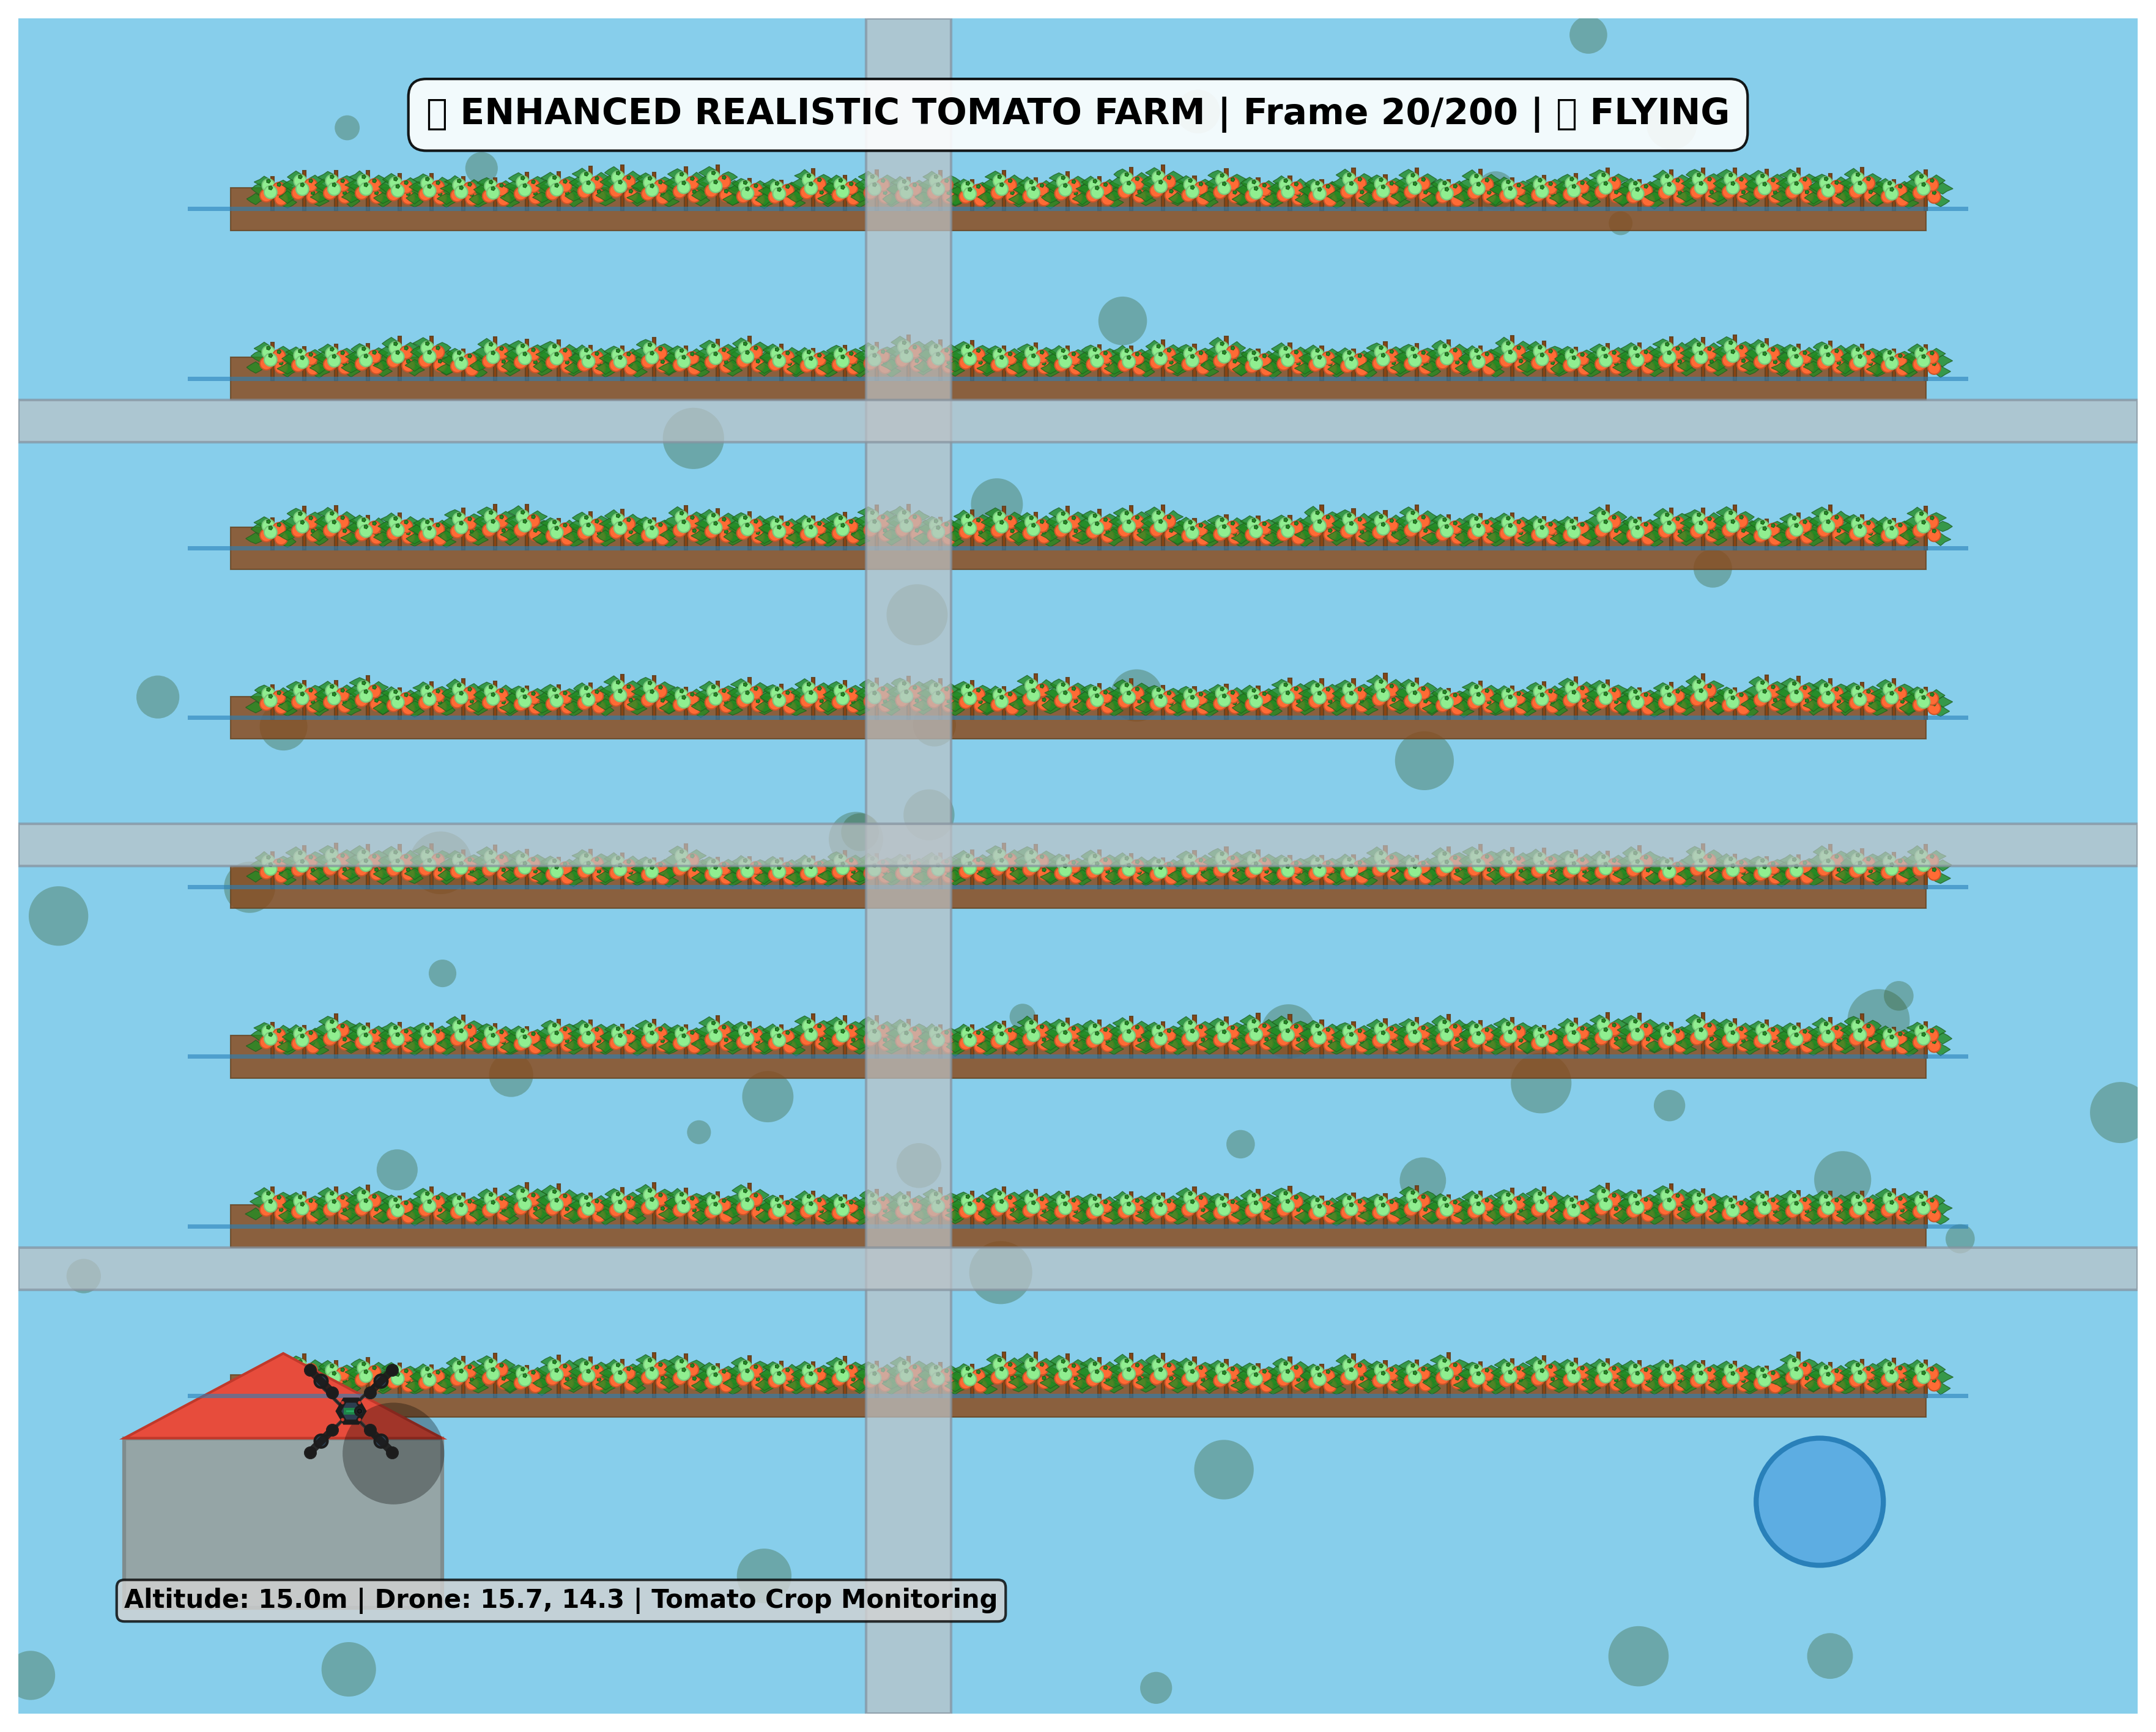 ▯ ENHANCED REALISTIC TOMATO FARM | Frame 20/200 | ▯ FLYING
Altitude: 15.0m | Drone: 15.7, 14.3 | Tomato Crop Monitoring